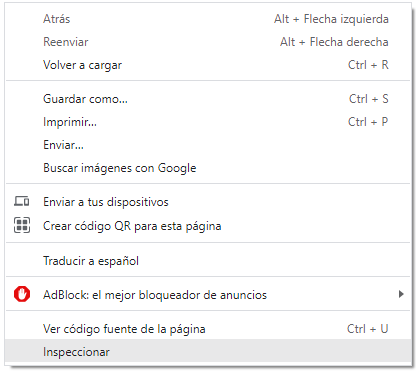 Atrás Alt + Flecha izquierda
Reenviar Alt + Flecha derecha
Volver a cargar Ctrl + R
Guardar como... Ctrl + S
Imprimir... Ctrl + P
Enviar...
Buscar imágenes con Google
Enviar a tus dispositivos
Crear código QR para esta página
Traducir a español
AdBlock: el mejor bloqueador de anuncios
Ver código fuente de la página Ctrl + U
Inspeccionar